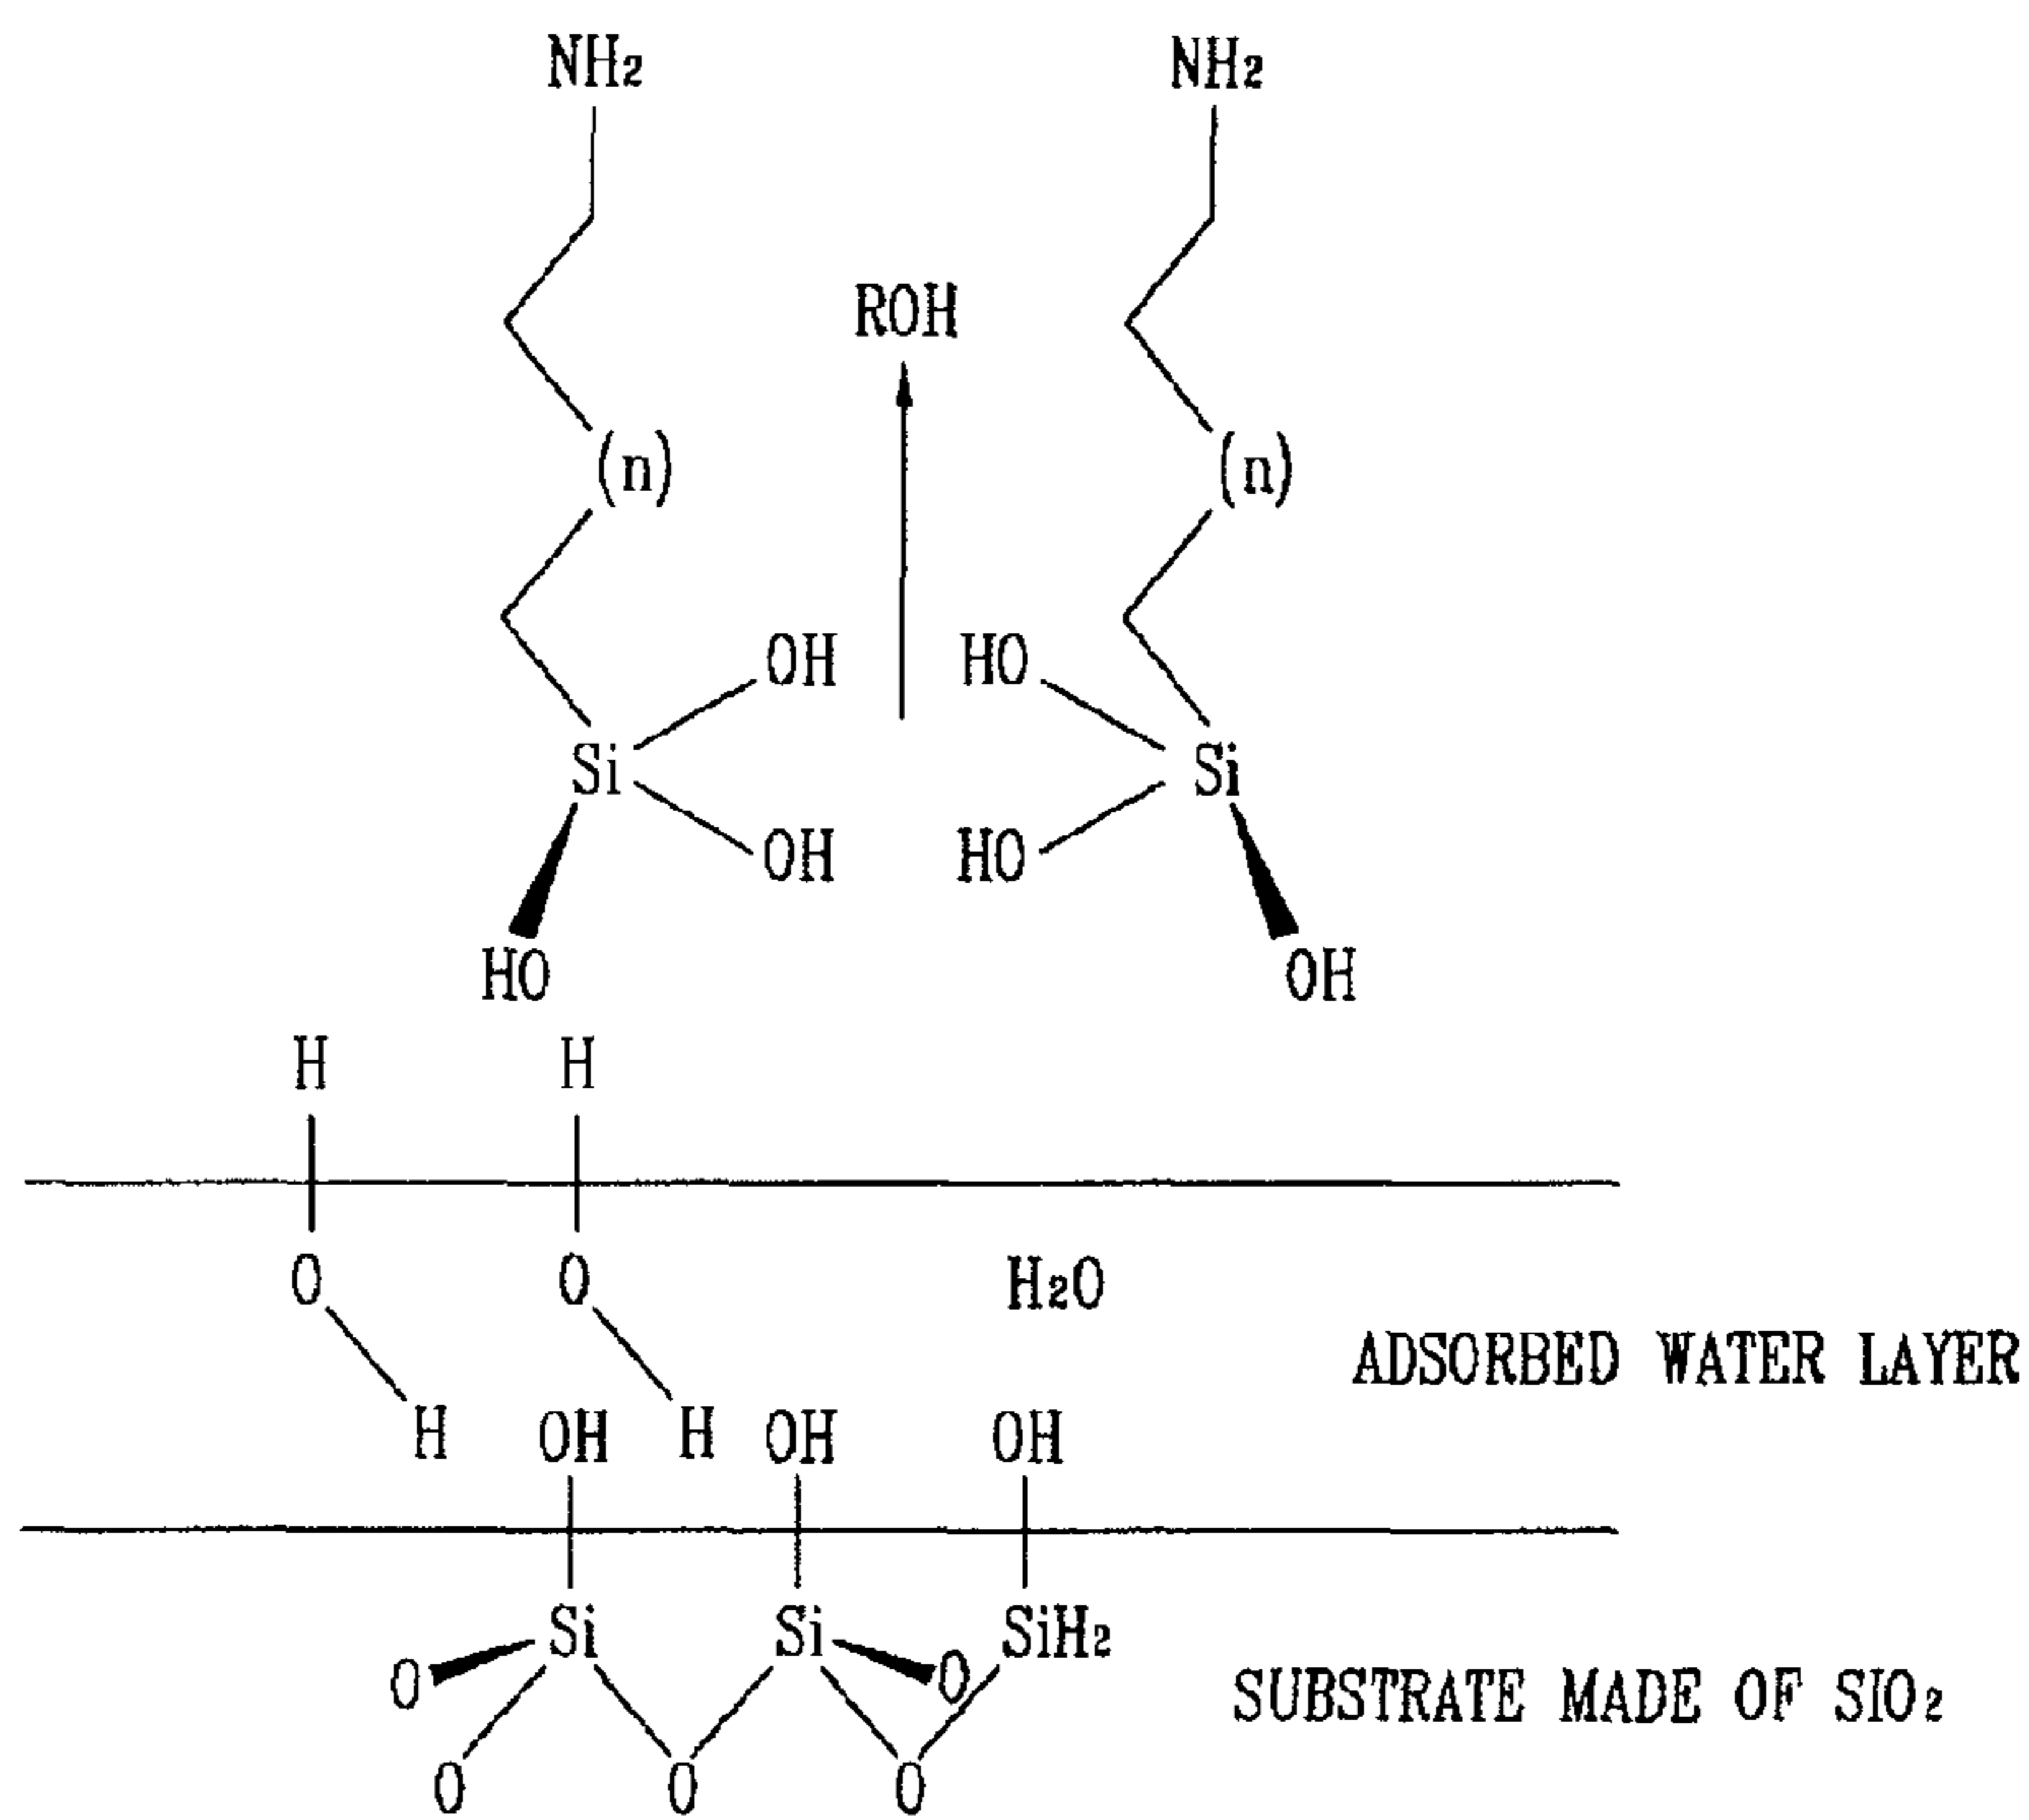 NH₂ NH₂
ROH
(n) (n)
OH HO
Si Si
OH HO
HO OH
H H
O O H₂O
ADSORBED WATER LAYER
H OH H OH OH
Si Si SiH₂
O O SUBSTRATE MADE OF SIO₂
O O O